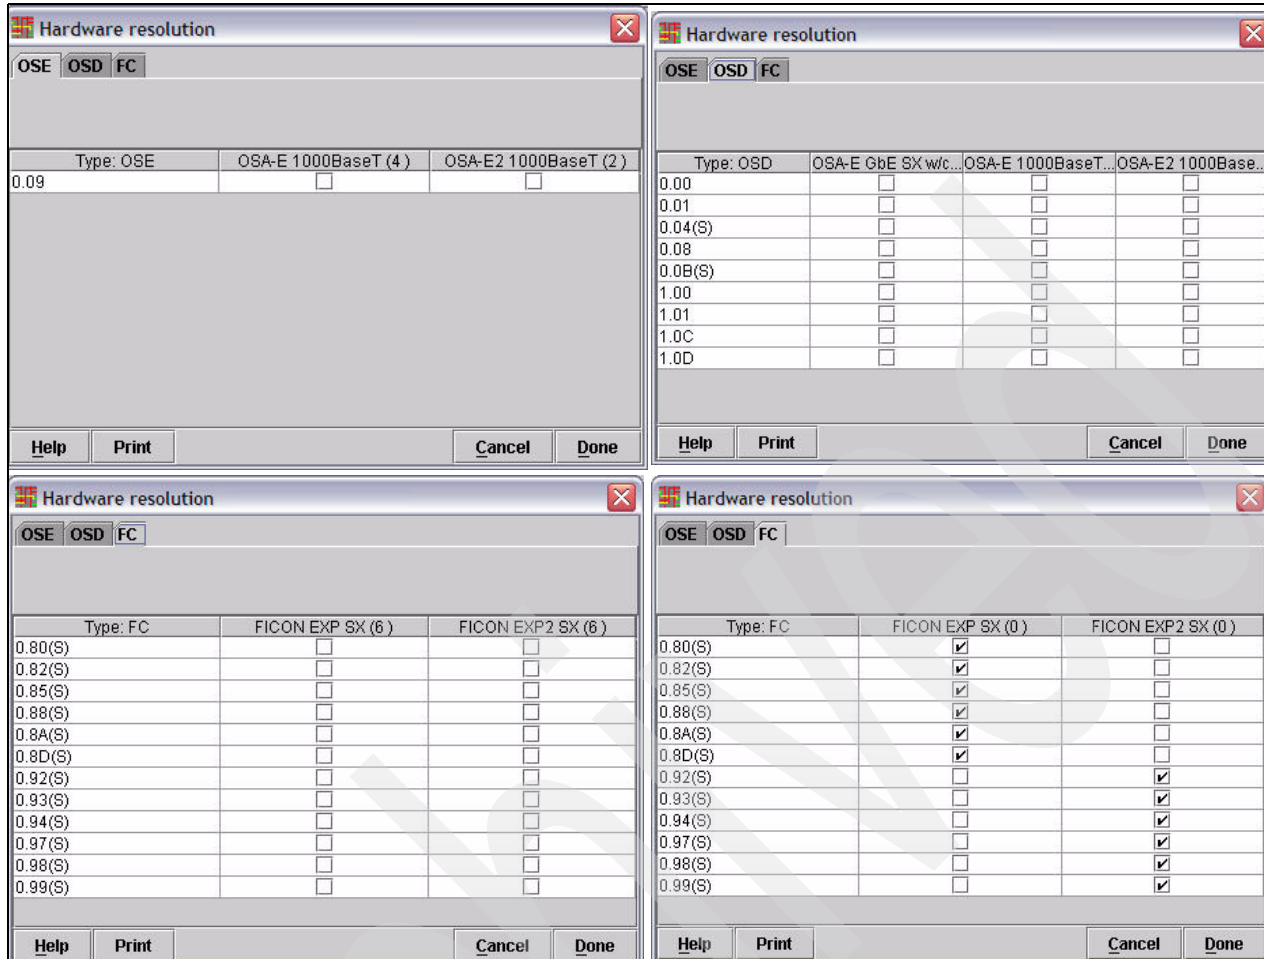 Hardware resolution
OSE OSD FC
Type: OSE OSA-E 1000BaseT (4) OSA-E2 1000BaseT (2)
0.09
Help Print Cancel Done
Hardware resolution
OSE OSD FC
Type: OSD OSA-E GbE SX w/c... OSA-E 1000BaseT... OSA-E2 1000Base...
0.00
0.01
0.04(S)
0.08
0.0B(S)
1.00
1.01
1.0C
1.0D
Help Print Cancel Done
Hardware resolution
OSE OSD FC
Type: FC FICON EXP SX (6) FICON EXP2 SX (6)
0.80(S)
0.82(S)
0.85(S)
0.88(S)
0.8A(S)
0.8D(S)
0.92(S)
0.93(S)
0.94(S)
0.97(S)
0.98(S)
0.99(S)
Help Print Cancel Done
Hardware resolution
OSE OSD FC
Type: FC FICON EXP SX (0) FICON EXP2 SX (0)
0.80(S)
0.82(S)
0.85(S)
0.88(S)
0.8A(S)
0.8D(S)
0.92(S)
0.93(S)
0.94(S)
0.97(S)
0.98(S)
0.99(S)
Help Print Cancel Done